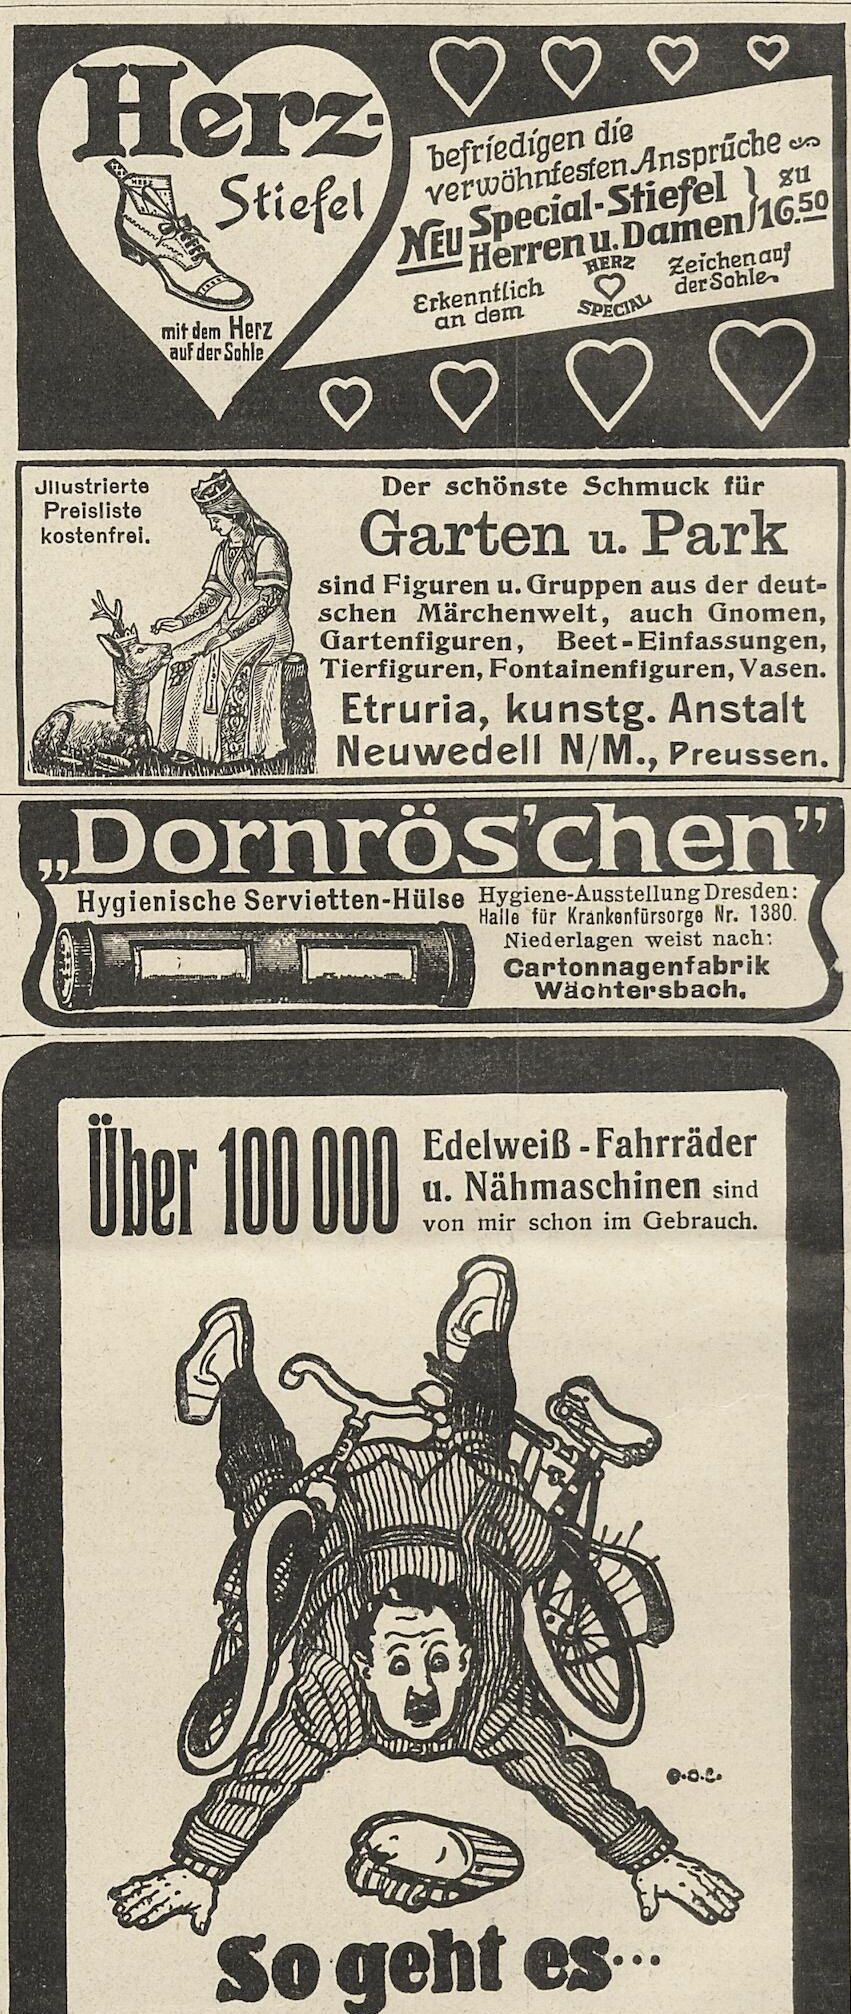 Herz-
Stiefel
HERZ
mit dem Herz
auf der Sohle
befriedigen die
verwöhntesten Ansprüche
NEU Special-Stiefel } zu
Herren u. Damen 16.50
Erkenntlich
an dem
HERZ
SPECIAL
Zeichen auf
der Sohle
Jllustrierte
Preisliste
kostenfrei.
Der schönste Schmuck für
Garten u. Park
sind Figuren u. Gruppen aus der deut-
schen Märchenwelt, auch Gnomen,
Gartenfiguren, Beet-Einfassungen,
Tierfiguren, Fontainenfiguren, Vasen.
Etruria, kunstg. Anstalt
Neuwedell N/M., Preussen.
„Dornrös'chen”
Hygienische Servietten-Hülse
Hygiene-Ausstellung Dresden:
Halle für Krankenfürsorge Nr. 1380.
Niederlagen weist nach:
Cartonnagenfabrik
Wächtersbach.
Über 100 000
Edelweiß-Fahrräder
u. Nähmaschinen sind
von mir schon im Gebrauch.
So geht es...